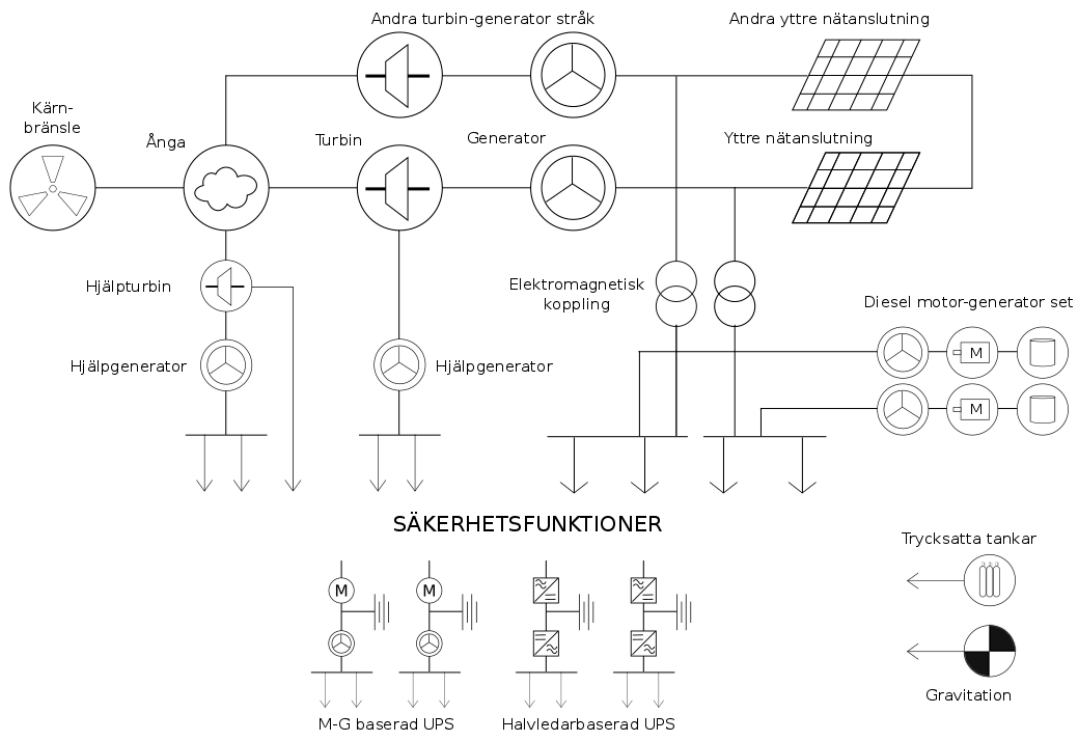 Andra turbin-generator stråk
Andra yttre nätanslutning
Kärn-
bränsle
Ånga
Turbin
Generator
Yttre nätanslutning
Hjälpturbin
Elektromagnetisk
koppling
Diesel motor-generator set
Hjälpgenerator
Hjälpgenerator
M
M
SÄKERHETSFUNKTIONER
Trycksatta tankar
M
M
Gravitation
M-G baserad UPS
Halvledarbaserad UPS